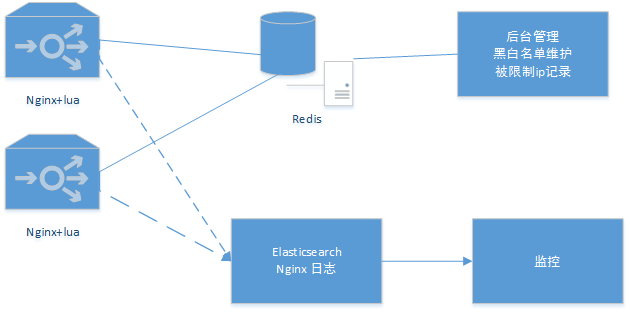 Nginx+lua
Redis
后台管理
黑白名单维护
被限制ip记录
Nginx+lua
Elasticsearch
Nginx 日志
监控